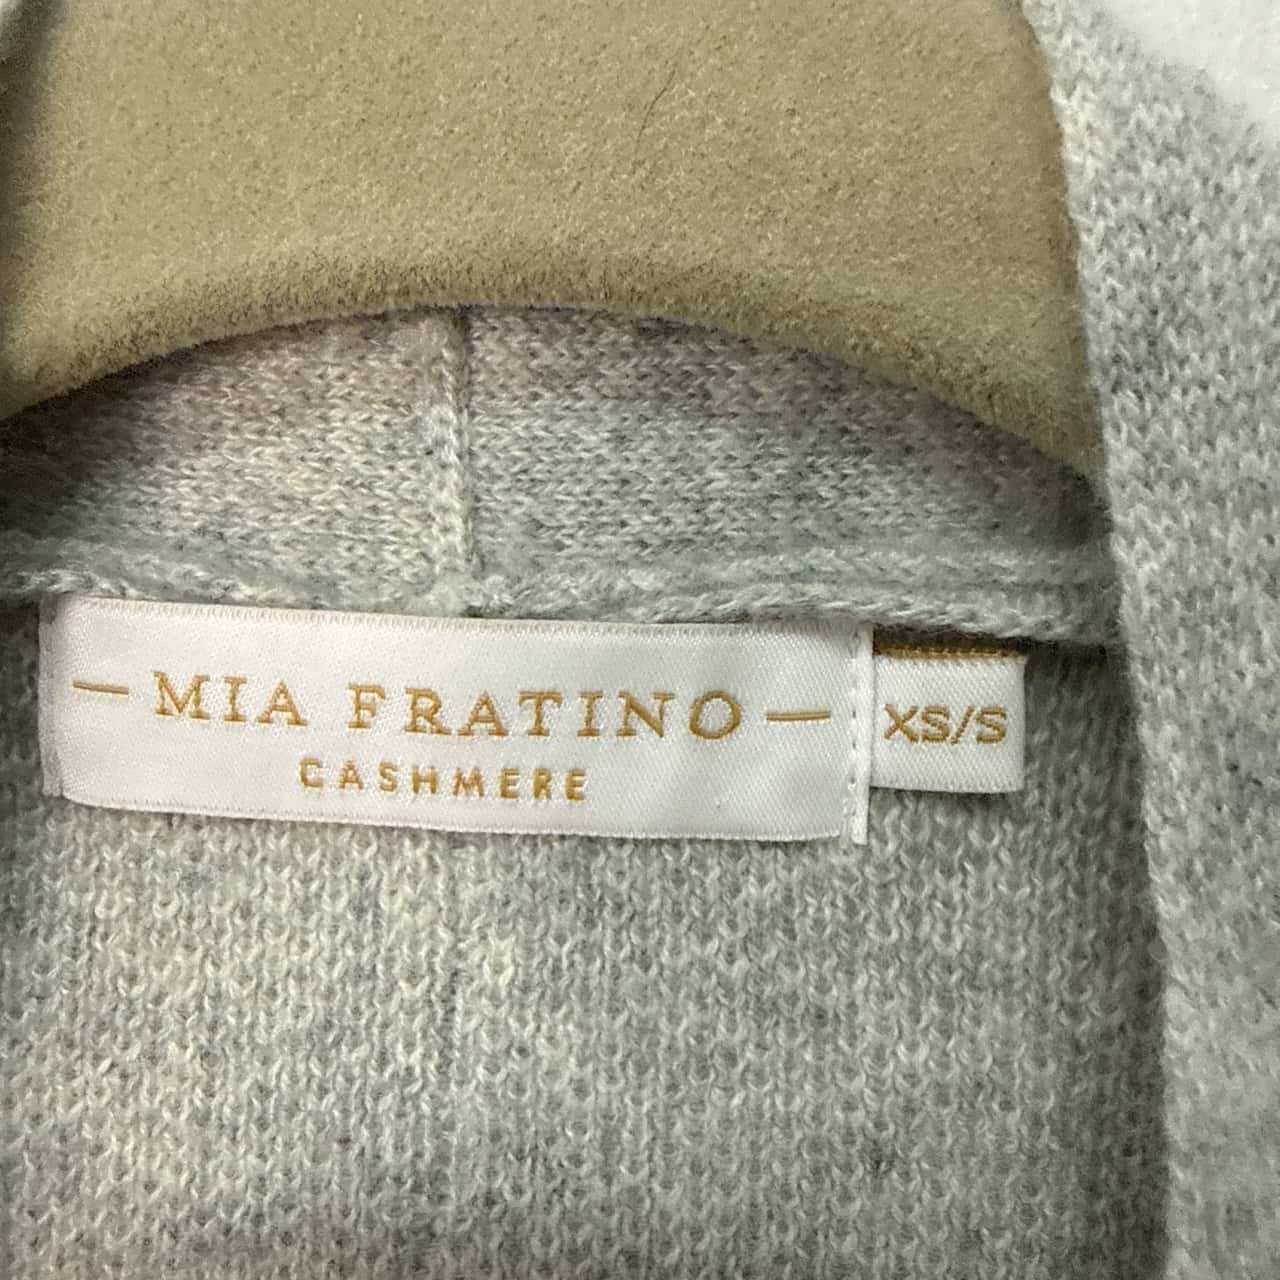 — MIA FRATINO —
CASHMERE
XS/S